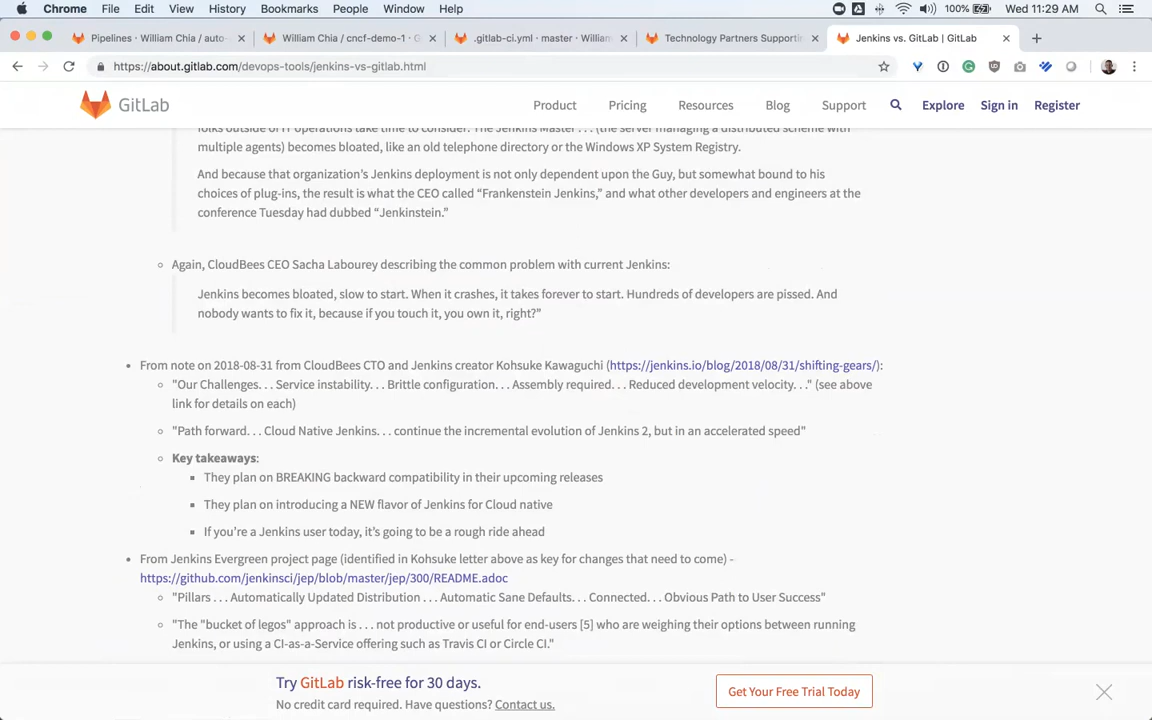 Chrome File Edit View History Bookmarks People Window Help 100% Wed 11:29 AM
Pipelines · William Chia / auto- William Chia / cncf-demo-1 · G .gitlab-ci.yml · master · William Technology Partners Supportin Jenkins vs. GitLab | GitLab
https://about.gitlab.com/devops-tools/jenkins-vs-gitlab.html
GitLab Product Pricing Resources Blog Support Explore Sign in Register
folks outside of IT operations take time to consider. The Jenkins Master . . . (the server managing a distributed scheme with
multiple agents) becomes bloated, like an old telephone directory or the Windows XP System Registry.
And because that organization's Jenkins deployment is not only dependent upon the Guy, but somewhat bound to his
choices of plug-ins, the result is what the CEO called “Frankenstein Jenkins,” and what other developers and engineers at the
conference Tuesday had dubbed “Jenkinstein.”
Again, CloudBees CEO Sacha Labourey describing the common problem with current Jenkins:
Jenkins becomes bloated, slow to start. When it crashes, it takes forever to start. Hundreds of developers are pissed. And
nobody wants to fix it, because if you touch it, you own it, right?”
From note on 2018-08-31 from CloudBees CTO and Jenkins creator Kohsuke Kawaguchi (https://jenkins.io/blog/2018/08/31/shifting-gears/):
"Our Challenges. . . Service instability. . . Brittle configuration. . . Assembly required. . . Reduced development velocity. . ." (see above
link for details on each)
"Path forward. . . Cloud Native Jenkins. . . continue the incremental evolution of Jenkins 2, but in an accelerated speed"
Key takeaways:
They plan on BREAKING backward compatibility in their upcoming releases
They plan on introducing a NEW flavor of Jenkins for Cloud native
If you're a Jenkins user today, it's going to be a rough ride ahead
From Jenkins Evergreen project page (identified in Kohsuke letter above as key for changes that need to come) -
https://github.com/jenkinsci/jep/blob/master/jep/300/README.adoc
"Pillars . . . Automatically Updated Distribution . . . Automatic Sane Defaults. . . Connected. . . Obvious Path to User Success"
"The "bucket of legos" approach is . . . not productive or useful for end-users [5] who are weighing their options between running
Jenkins, or using a CI-as-a-Service offering such as Travis CI or Circle CI."
Try GitLab risk-free for 30 days.
No credit card required. Have questions? Contact us.
Get Your Free Trial Today